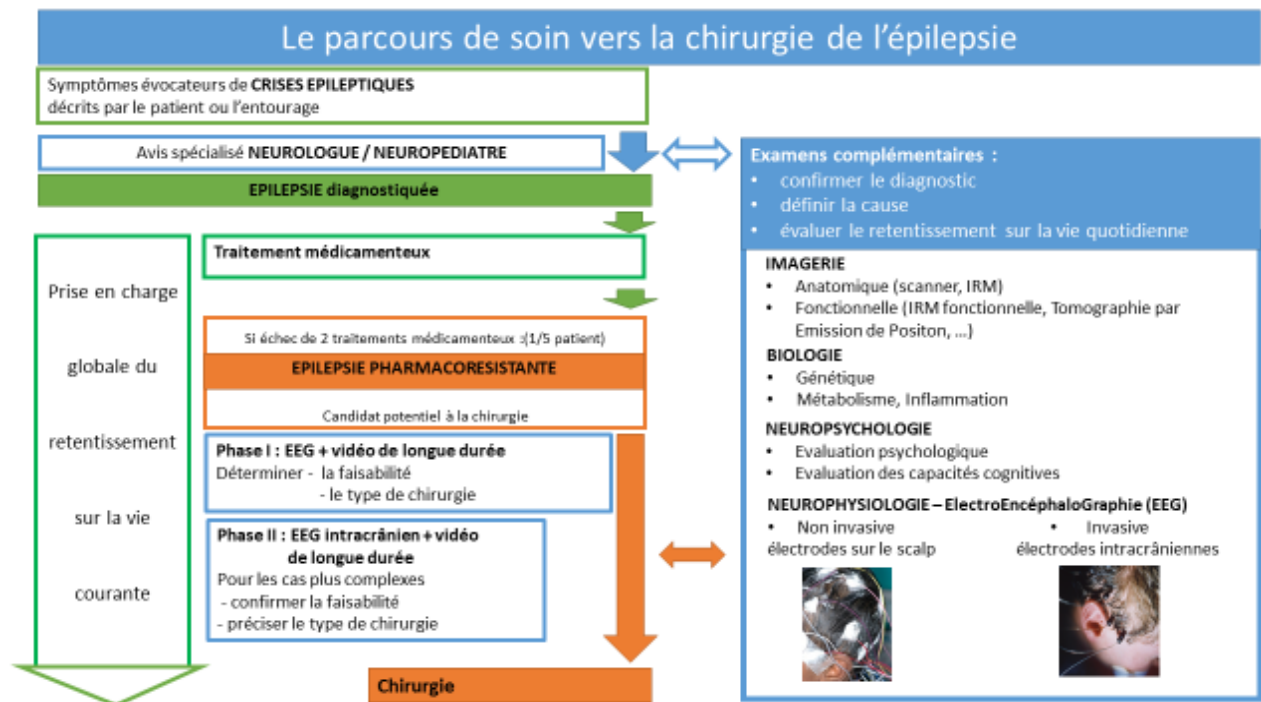 Le parcours de soin vers la chirurgie de l'épilepsie
Symptômes évocateurs de CRISES EPILEPTIQUES
décrits par le patient ou l'entourage
Avis spécialisé NEUROLOGUE / NEUROPEDIATRE
EPILEPSIE diagnostiquée
Prise en charge
globale du
retentissement
sur la vie
courante
Traitement médicamenteux
Si échec de 2 traitements médicamenteux :(1/5 patient)
EPILEPSIE PHARMACORESISTANTE
Candidat potentiel à la chirurgie
Phase I : EEG + vidéo de longue durée
Déterminer - la faisabilité
- le type de chirurgie
Phase II : EEG intracrânien + vidéo
de longue durée
Pour les cas plus complexes
- confirmer la faisabilité
- préciser le type de chirurgie
Chirurgie
Examens complémentaires :
• confirmer le diagnostic
• définir la cause
• évaluer le retentissement sur la vie quotidienne
IMAGERIE
• Anatomique (scanner, IRM)
• Fonctionnelle (IRM fonctionnelle, Tomographie par
Emission de Positon, ...)
BIOLOGIE
• Génétique
• Métabolisme, Inflammation
NEUROPSYCHOLOGIE
• Evaluation psychologique
• Evaluation des capacités cognitives
NEUROPHYSIOLOGIE – ElectroEncéphaloGraphie (EEG)
• Non invasive
électrodes sur le scalp
• Invasive
électrodes intracrâniennes